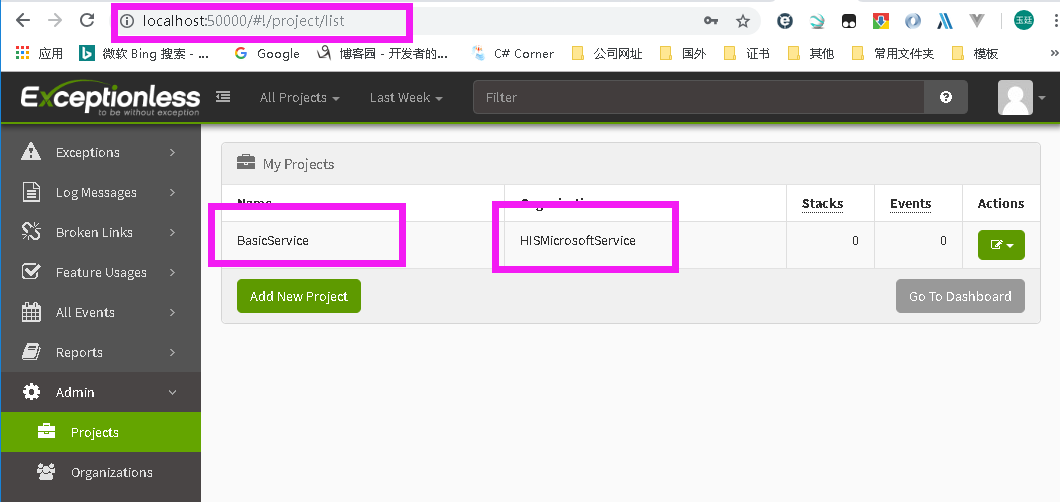 localhost:50000/#!/project/list
应用 微软 Bing 搜索 - ... Google 博客园 - 开发者的... C# Corner 公司网址 国外 证书 其他 常用文件夹 模板 »
玉廷
Exceptionless
to be without exception
All Projects Last Week Filter
Exceptions
Log Messages
Broken Links
Feature Usages
All Events
Reports
Admin
Projects
Organizations
My Projects
Name Stacks Events Actions
BasicService HISMicrosoftService 0 0
Add New Project Go To Dashboard